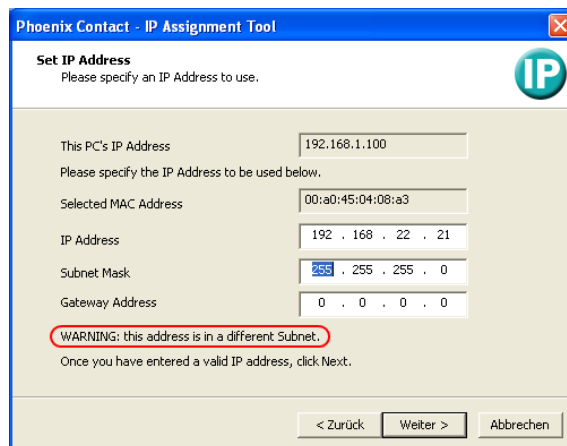 Phoenix Contact - IP Assignment Tool
Set IP Address
Please specify an IP Address to use.
IP
This PC's IP Address 192.168.1.100
Please specify the IP Address to be used below.
Selected MAC Address 00:a0:45:04:08:a3
IP Address 192 . 168 . 22 . 21
Subnet Mask 255 . 255 . 255 . 0
Gateway Address 0 . 0 . 0 . 0
WARNING: this address is in a different Subnet.
Once you have entered a valid IP address, click Next.
< Zurück Weiter > Abbrechen